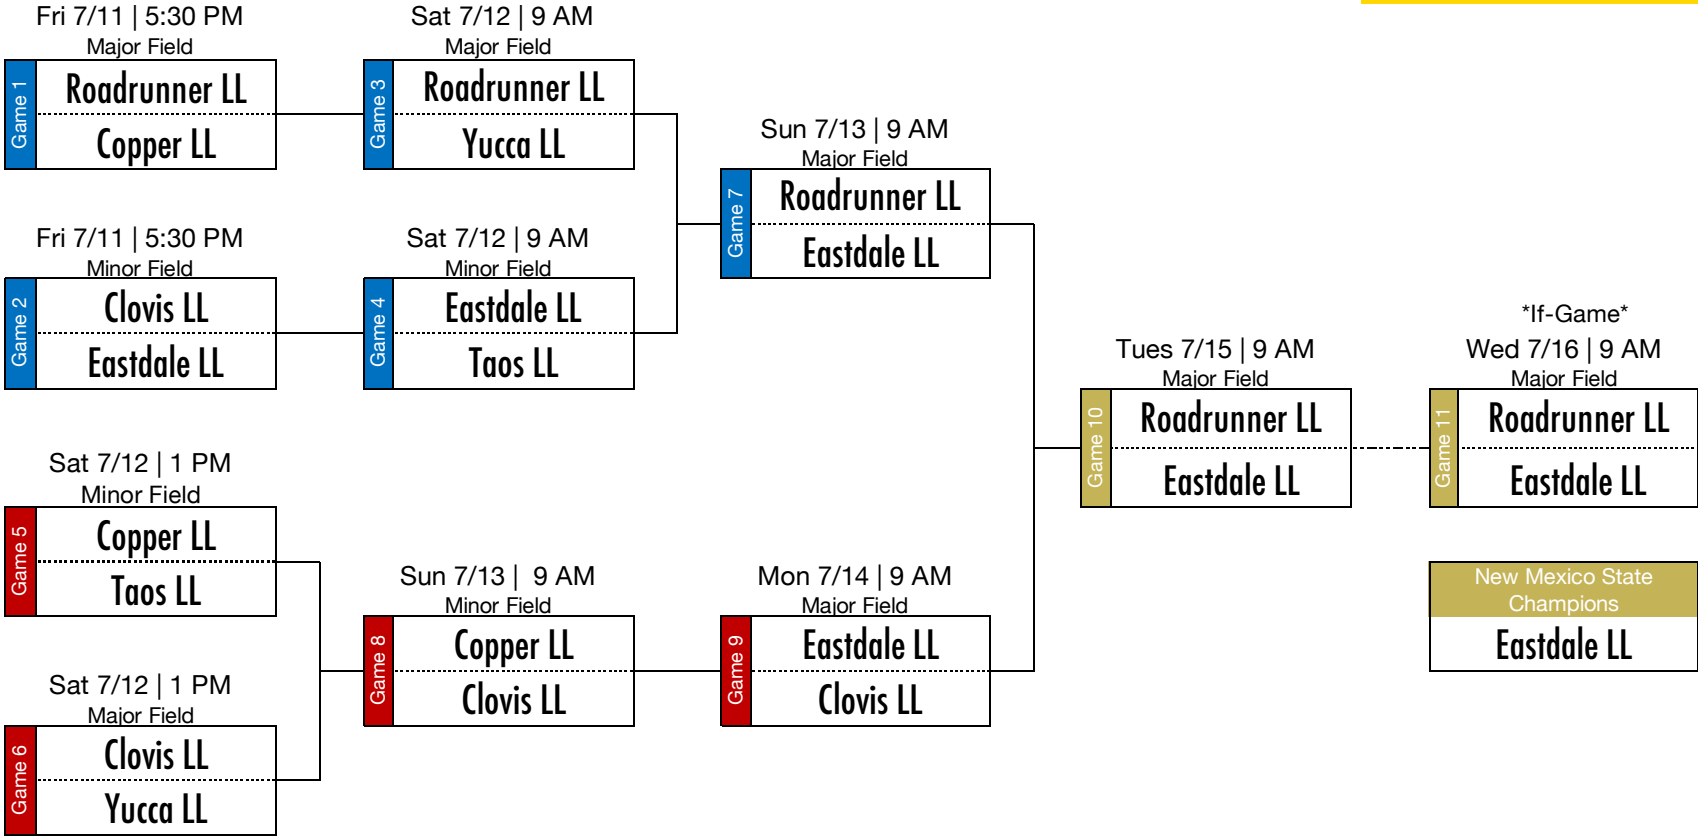 Fri 7/11 | 5:30 PM
Major Field
Game 1
Roadrunner LL
Copper LL
Sat 7/12 | 9 AM
Major Field
Game 3
Roadrunner LL
Yucca LL
Sun 7/13 | 9 AM
Major Field
Game 7
Roadrunner LL
Eastdale LL
Fri 7/11 | 5:30 PM
Minor Field
Game 2
Clovis LL
Eastdale LL
Sat 7/12 | 9 AM
Minor Field
Game 4
Eastdale LL
Taos LL
*If-Game*
Tues 7/15 | 9 AM
Major Field
Game 10
Roadrunner LL
Eastdale LL
Wed 7/16 | 9 AM
Major Field
Game 11
Roadrunner LL
Eastdale LL
Sat 7/12 | 1 PM
Minor Field
Game 5
Copper LL
Taos LL
Sun 7/13 |  9 AM
Minor Field
Game 8
Copper LL
Clovis LL
Mon 7/14 | 9 AM
Major Field
Game 9
Eastdale LL
Clovis LL
New Mexico State
Champions
Eastdale LL
Sat 7/12 | 1 PM
Major Field
Game 6
Clovis LL
Yucca LL